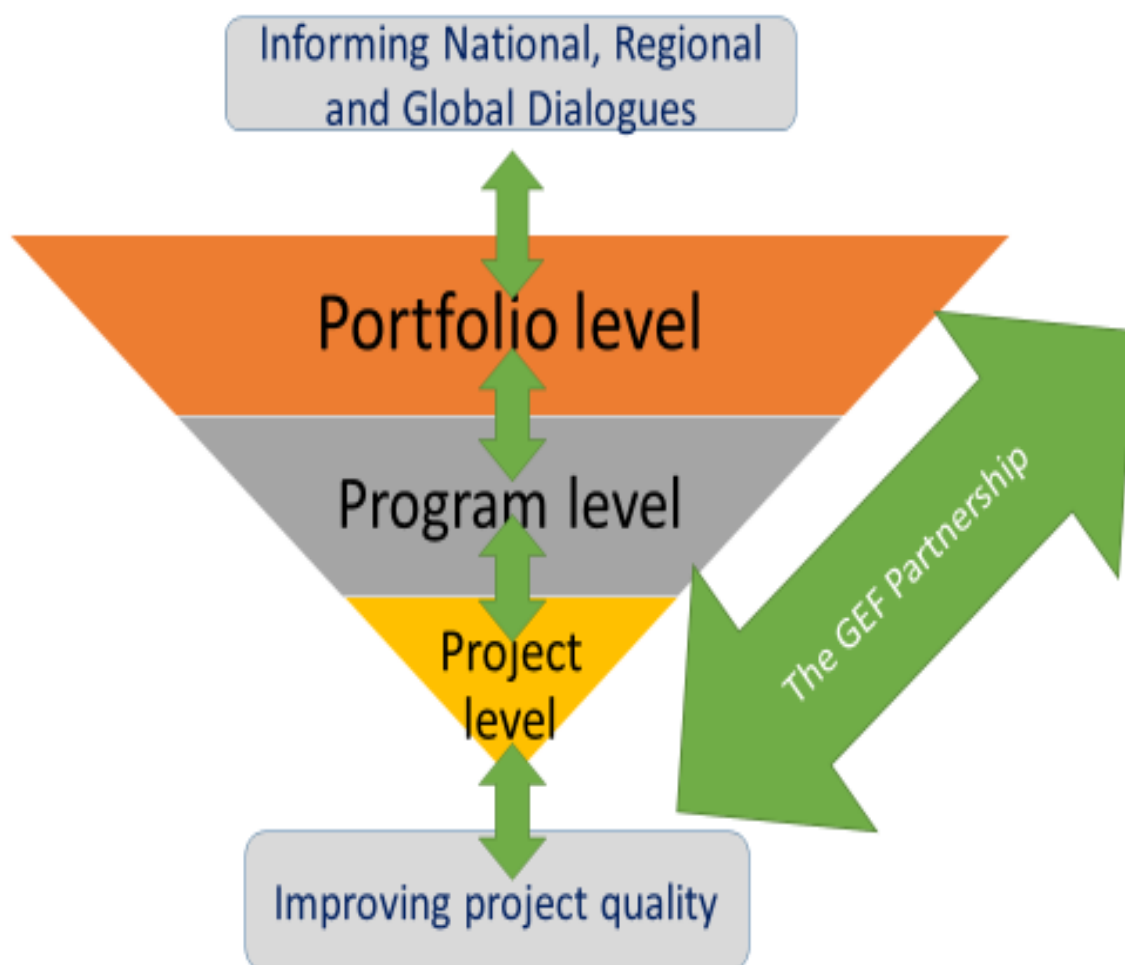 Informing National, Regional
and Global Dialogues
Portfolio level
Program level
Project
level
The GEF Partnership
Improving project quality